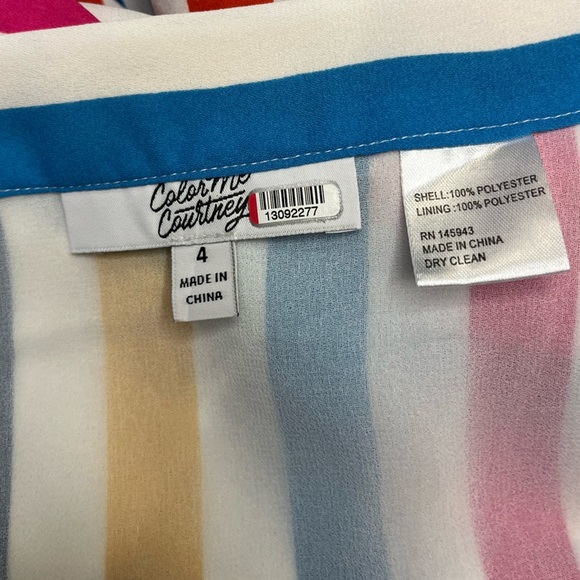 Color Me
Courtney
13092277
4
MADE IN
CHINA
SHELL:100% POLYESTER
LINING :100% POLYESTER
RN 145943
MADE IN CHINA
DRY CLEAN